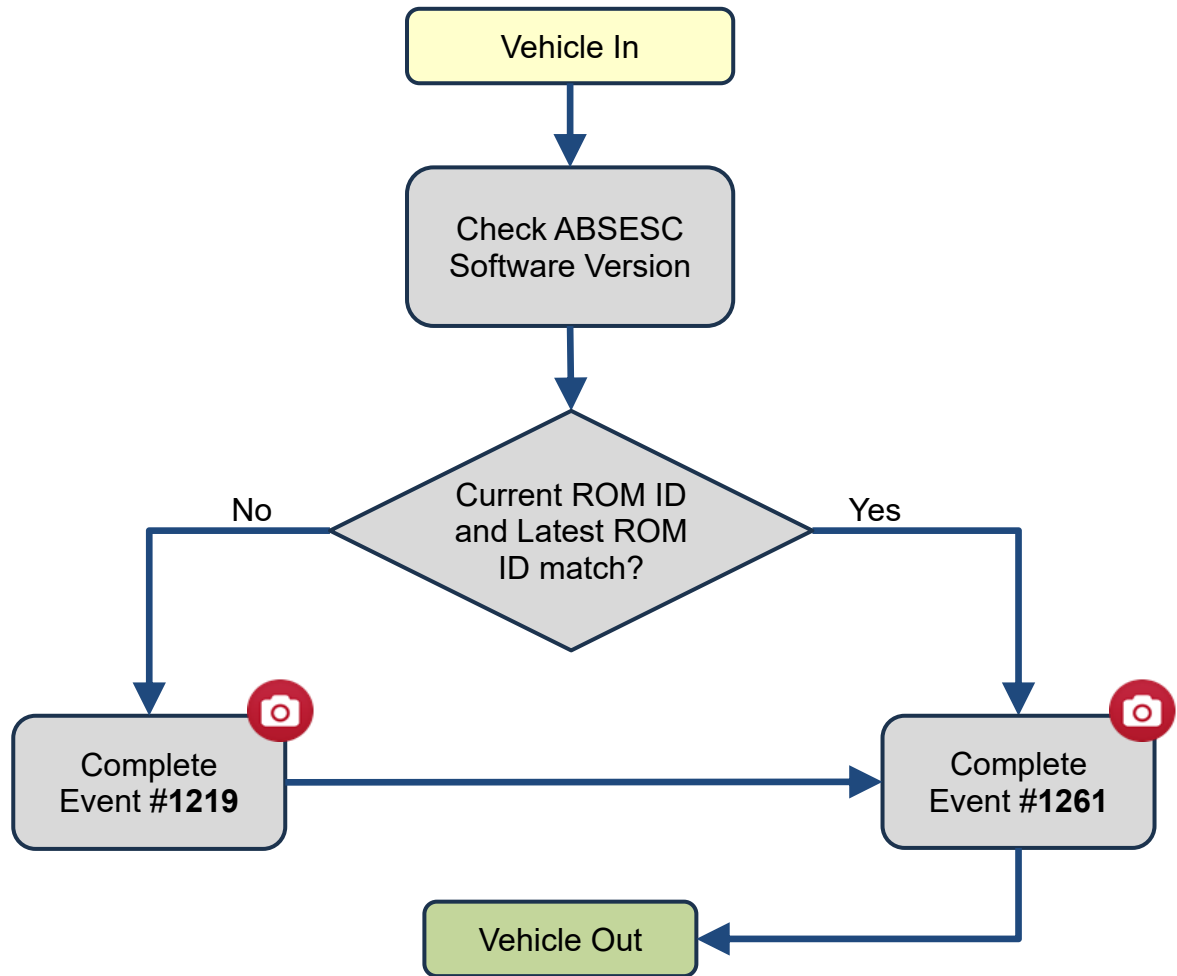 Vehicle In
Check ABSESC
Software Version
Current ROM ID
and Latest ROM
ID match?
No
Yes
Complete
Event #1219
Complete
Event #1261
Vehicle Out